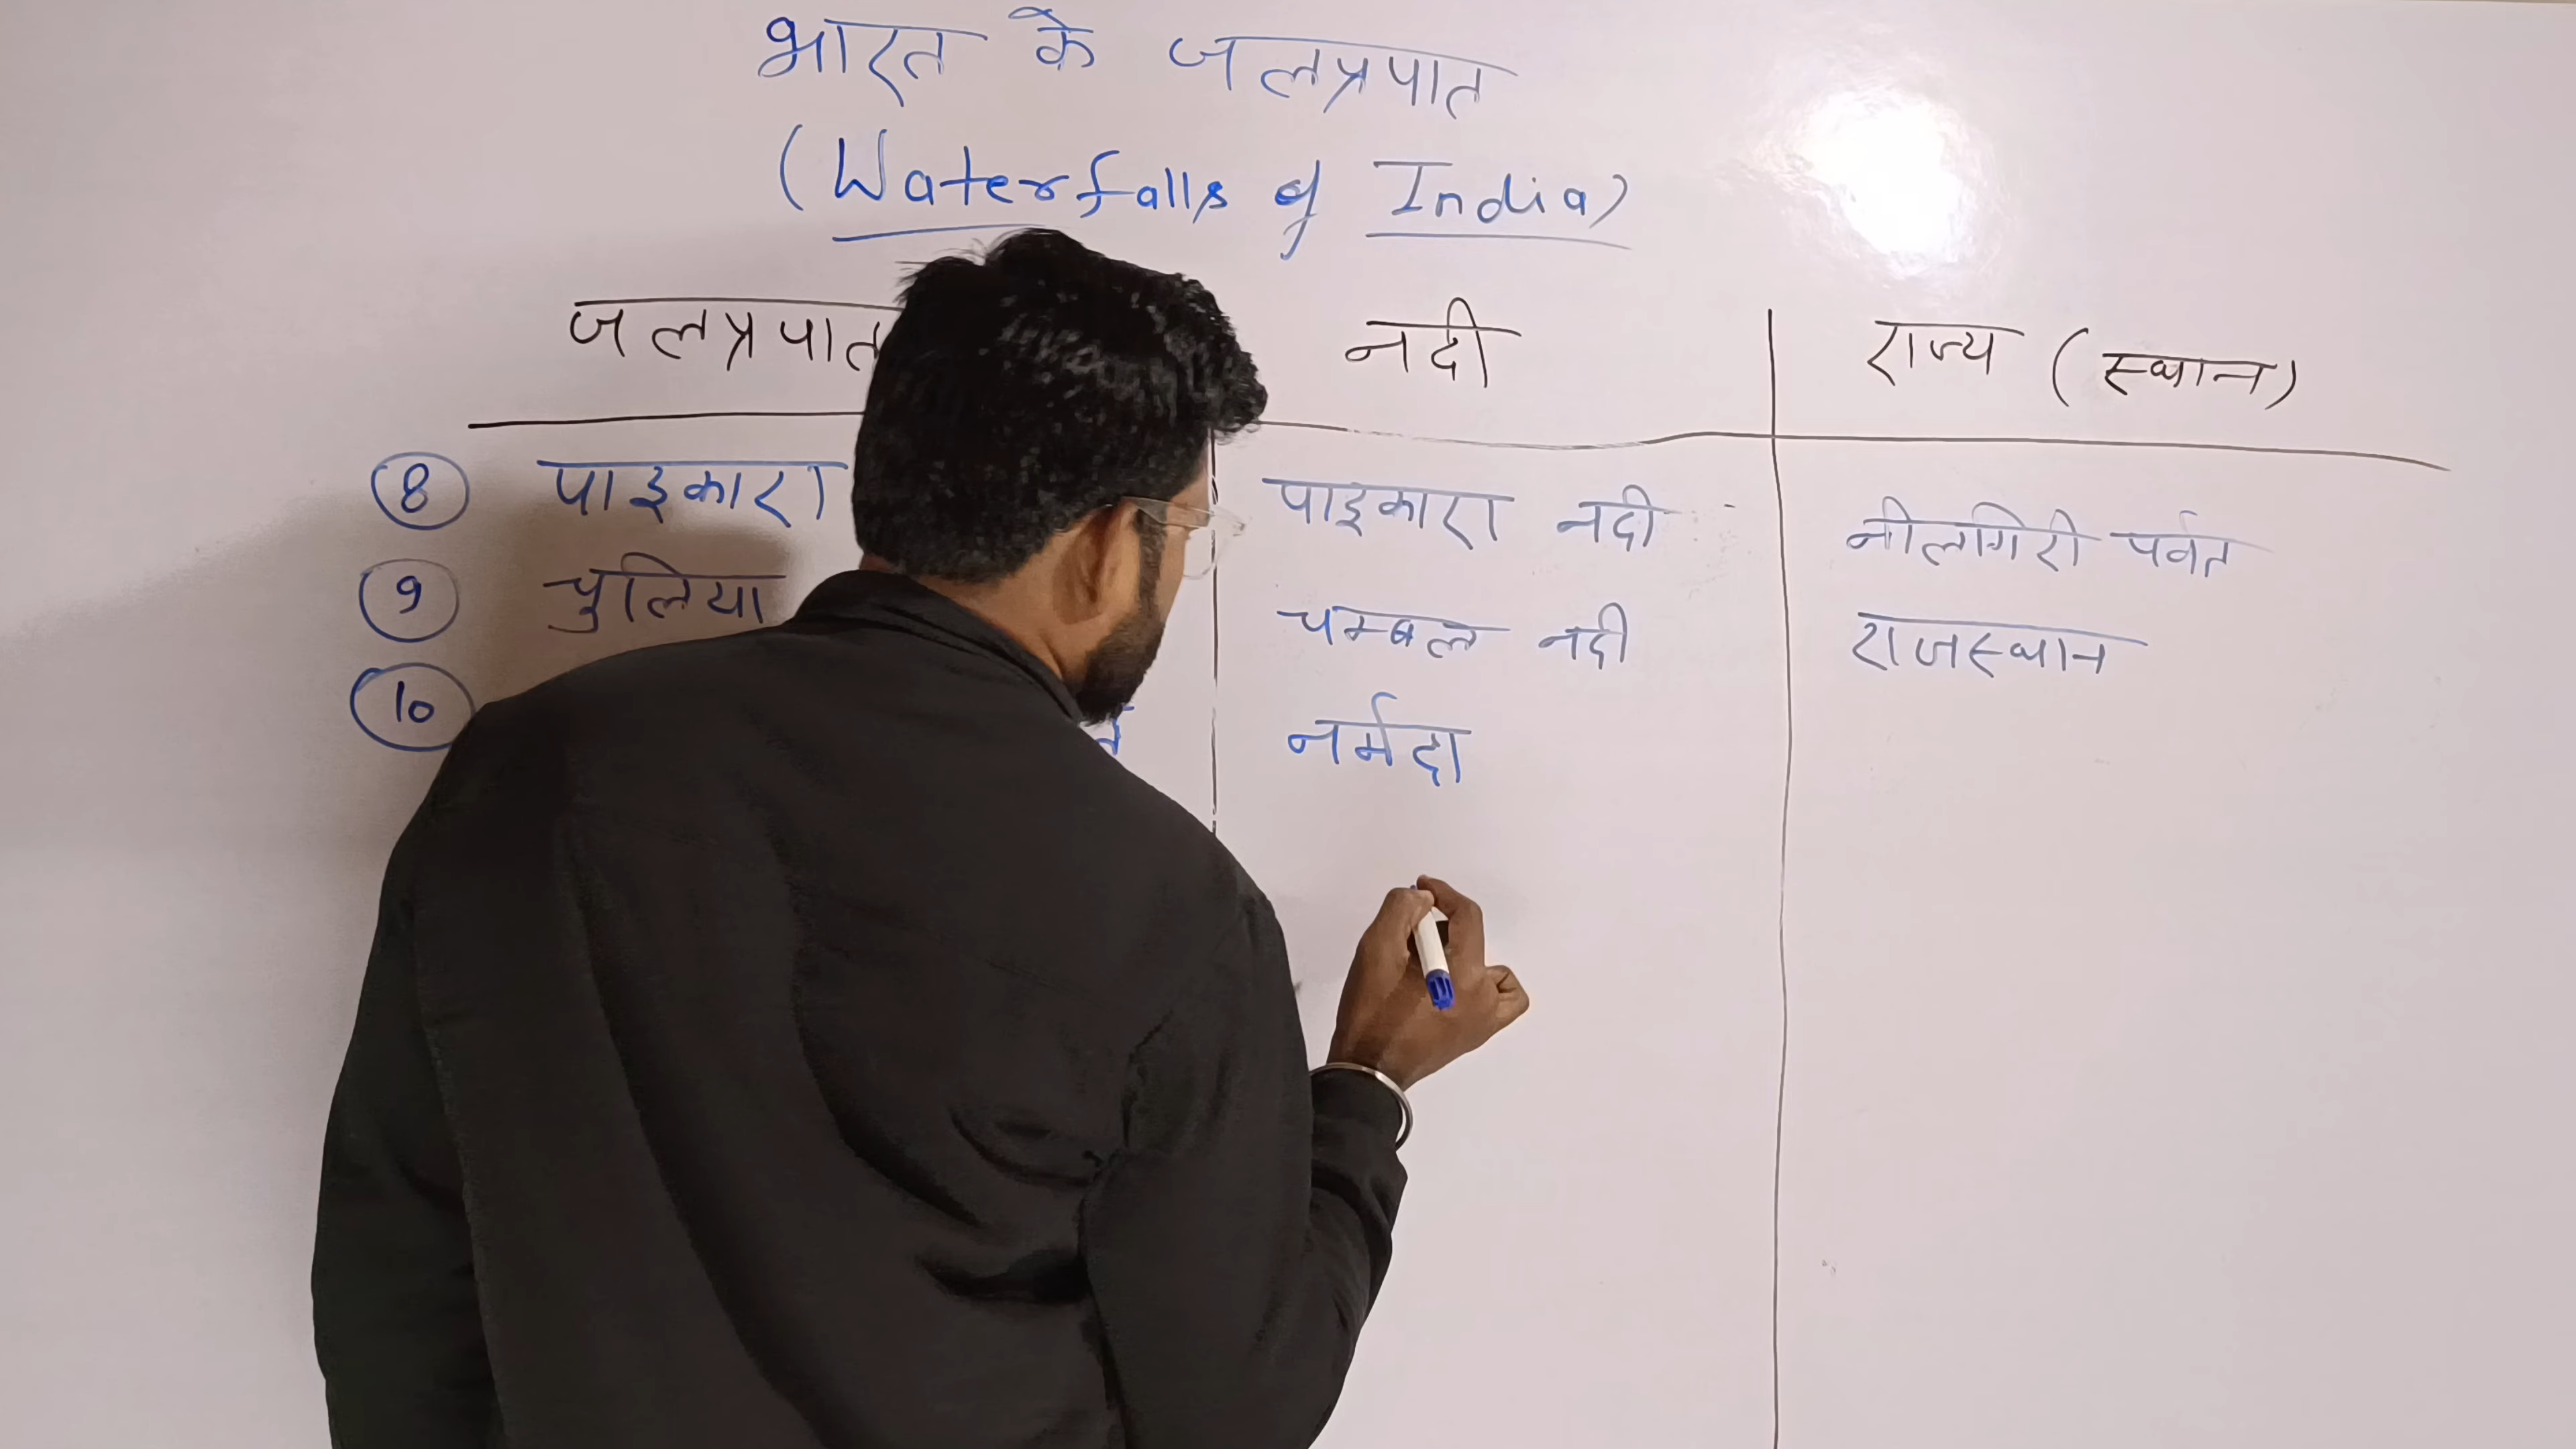 भारत के जलप्रपात
(Waterfalls of India)
जलप्रपात नदी राज्य (स्थान)
8 पाइकारा पाइकारा नदी नीलगिरी पर्वत
9 चुलिया चम्बल नदी राजस्थान
10 नर्मदा